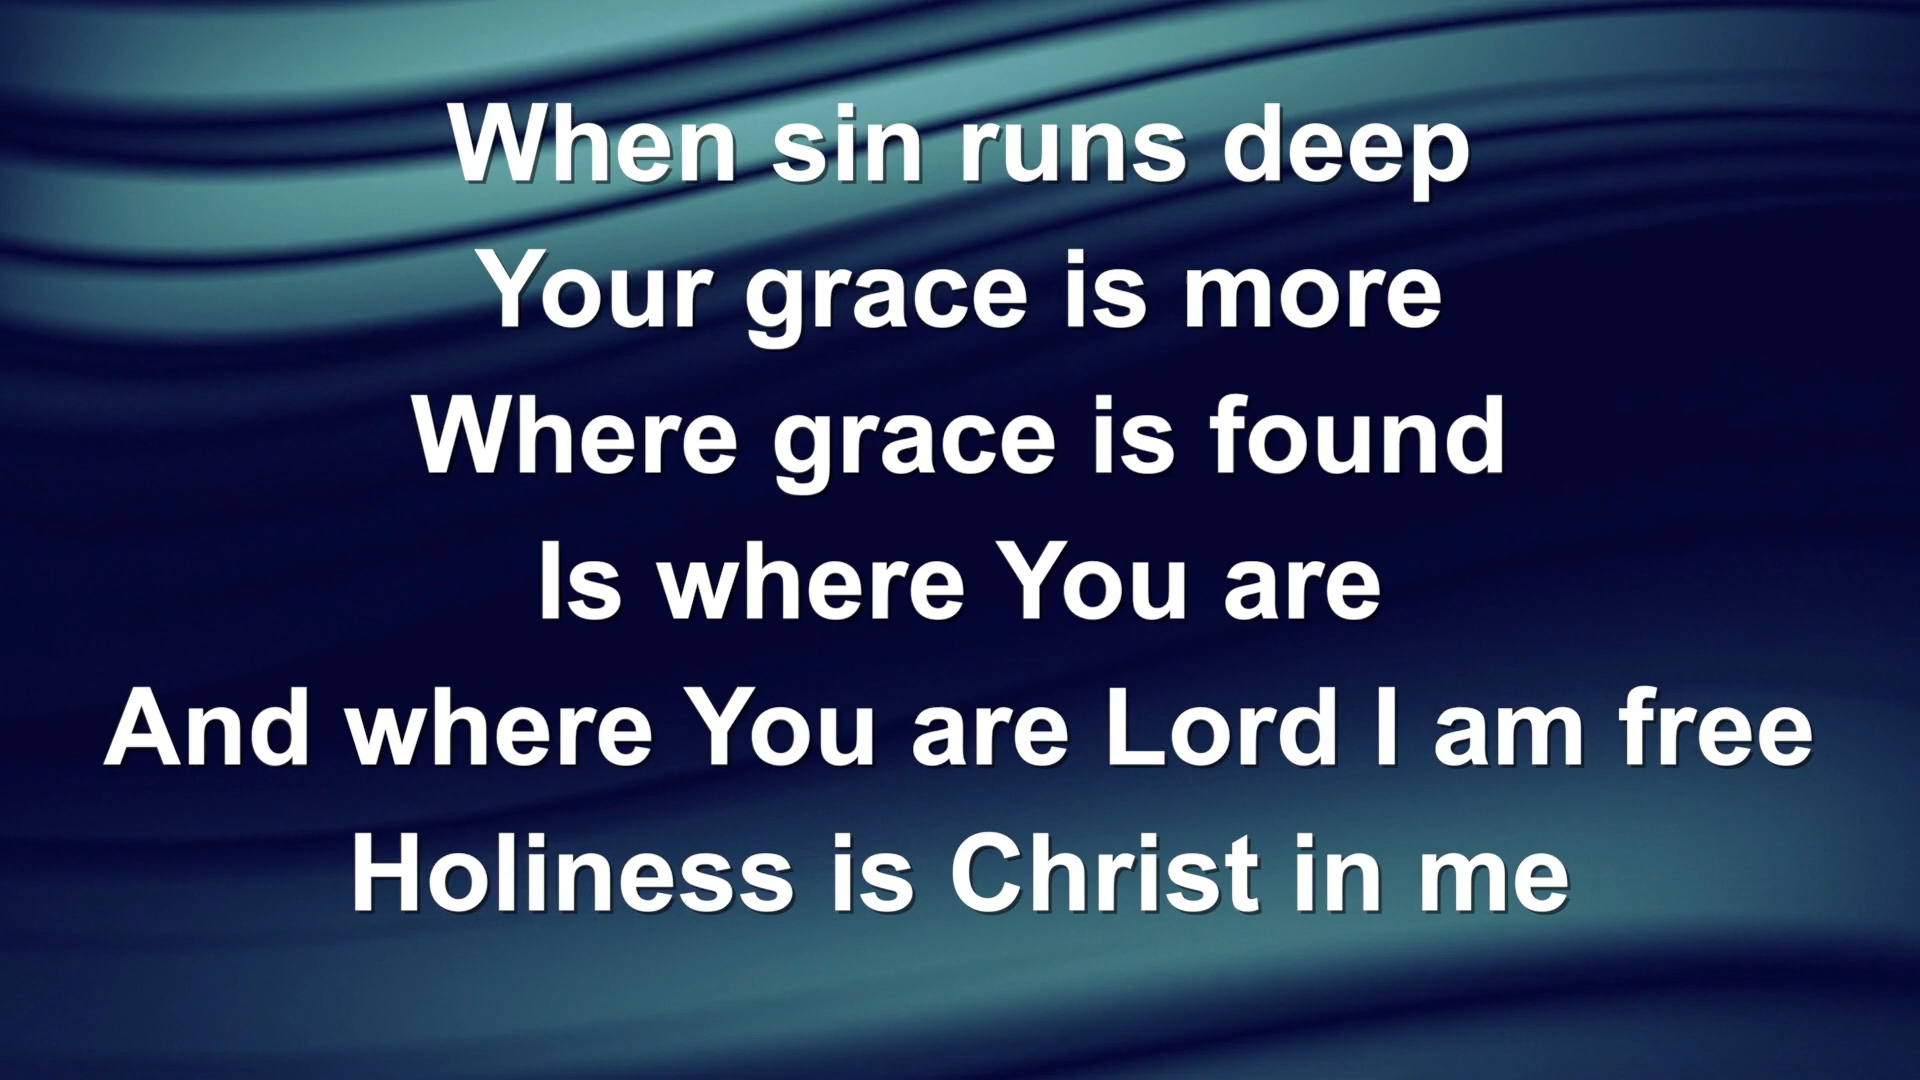 When sin runs deep
Your grace is more
Where grace is found
Is where You are
And where You are Lord I am free
Holiness is Christ in me